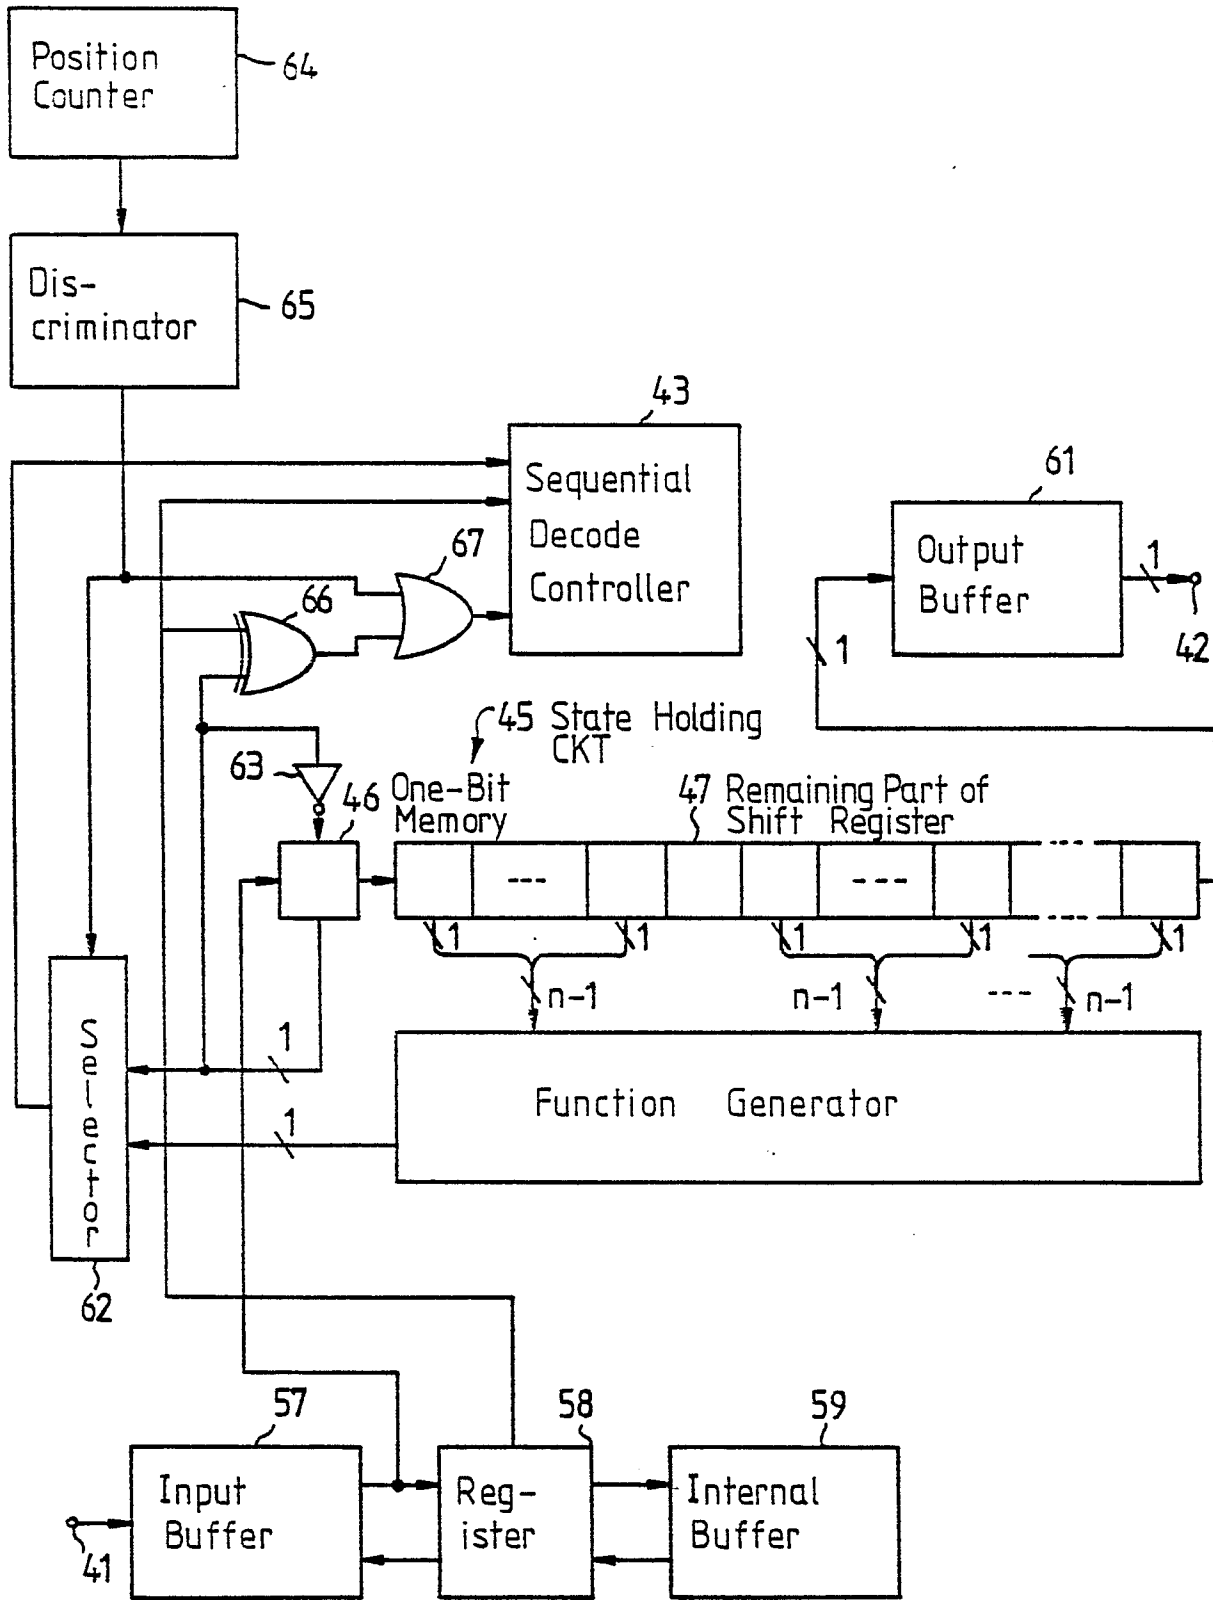 Position
Counter
64
Dis-
criminator
65
43
Sequential
Decode
Controller
61
Output
Buffer
1
42
1
67
66
45 State Holding
CKT
63
46
One-Bit
Memory
47 Remaining Part of
Shift Register
--- --- ---
1 1 1 1 1
n-1 n-1 --- n-1
Selector
62
1
1
Function Generator
57
58
59
Input
Buffer
Reg-
ister
Internal
Buffer
41